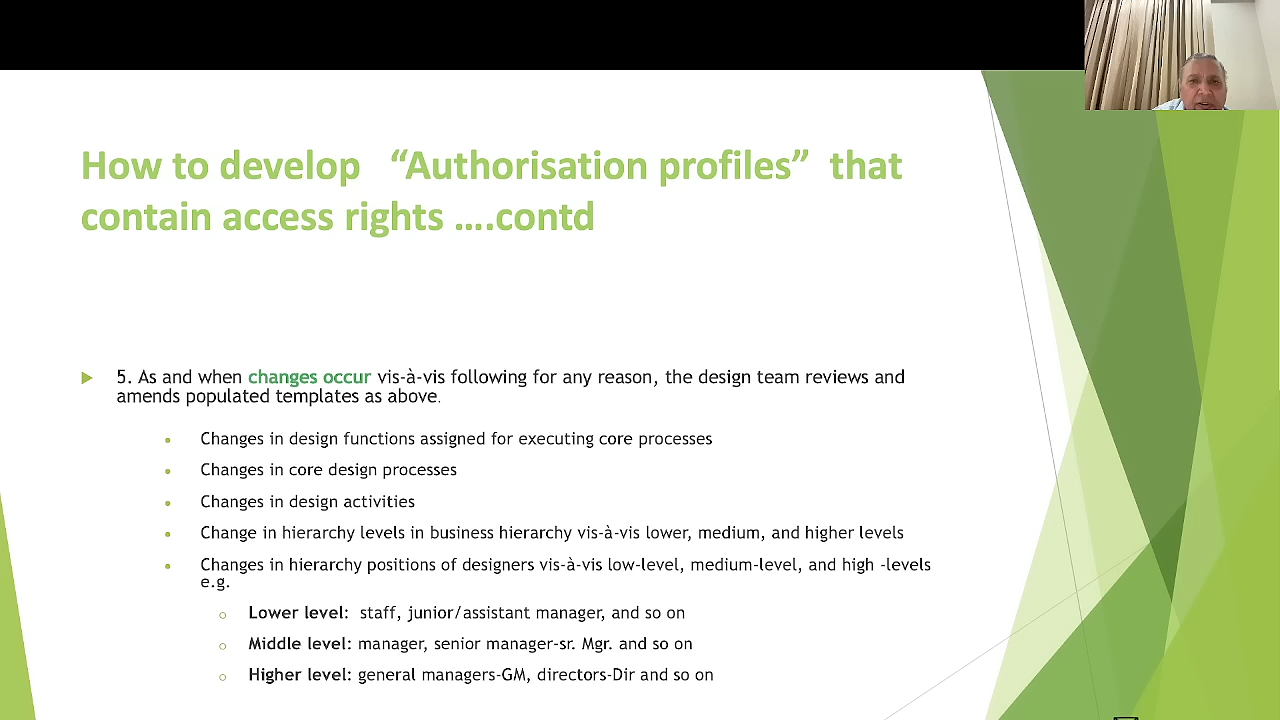 How to develop “Authorisation profiles” that
contain access rights ....contd
5. As and when changes occur vis-à-vis following for any reason, the design team reviews and
amends populated templates as above.
Changes in design functions assigned for executing core processes
Changes in core design processes
Changes in design activities
Change in hierarchy levels in business hierarchy vis-à-vis lower, medium, and higher levels
Changes in hierarchy positions of designers vis-à-vis low-level, medium-level, and high -levels
e.g.
Lower level: staff, junior/assistant manager, and so on
Middle level: manager, senior manager-sr. Mgr. and so on
Higher level: general managers-GM, directors-Dir and so on